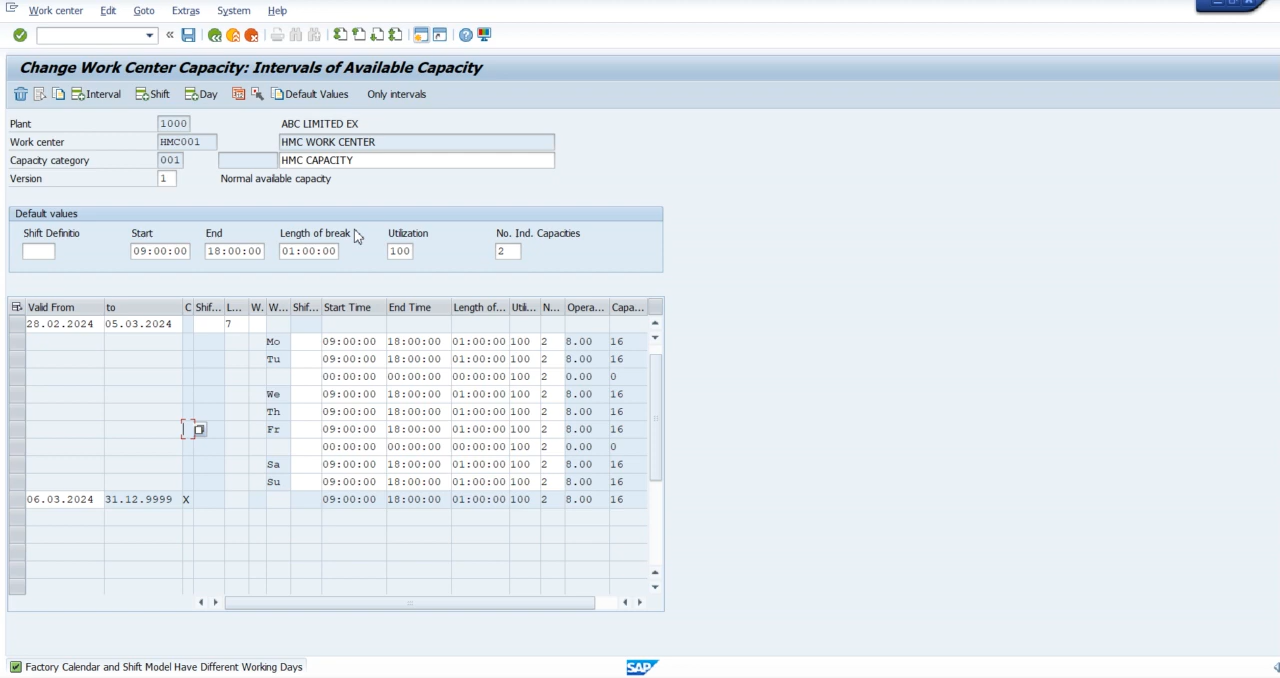 Work center Edit Goto Extras System Help
«
Change Work Center Capacity: Intervals of Available Capacity
Interval Shift Day Default Values Only intervals
Plant 1000 ABC LIMITED EX
Work center HMC001 HMC WORK CENTER
Capacity category 001 HMC CAPACITY
Version 1 Normal available capacity
Default values
Shift Definitio Start End Length of break Utilization No. Ind. Capacities
09:00:00 18:00:00 01:00:00 100 2
Valid From to C Shif... L... W. W... Shif... Start Time End Time Length of... Utili... N... Opera... Capa...
28.02.2024 05.03.2024 7
Mo 09:00:00 18:00:00 01:00:00 100 2 8.00 16
Tu 09:00:00 18:00:00 01:00:00 100 2 8.00 16
00:00:00 00:00:00 00:00:00 100 2 0.00 0
We 09:00:00 18:00:00 01:00:00 100 2 8.00 16
Th 09:00:00 18:00:00 01:00:00 100 2 8.00 16
Fr 09:00:00 18:00:00 01:00:00 100 2 8.00 16
00:00:00 00:00:00 00:00:00 100 2 0.00 0
Sa 09:00:00 18:00:00 01:00:00 100 2 8.00 16
Su 09:00:00 18:00:00 01:00:00 100 2 8.00 16
06.03.2024 31.12.9999 X 09:00:00 18:00:00 01:00:00 100 2 8.00 16
Factory Calendar and Shift Model Have Different Working Days SAP